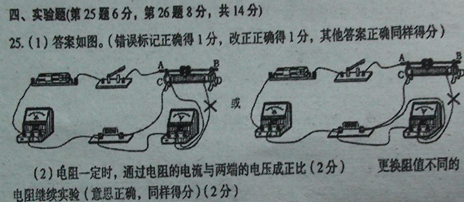 四、实验题(第25题6分，第26题8分，共14分)
25.(1)答案如图。(错误标记正确得1分，改正正确得1分，其他答案正确同样得分)
A B C 或 A B C
(2)电阻一定时，通过电阻的电流与两端的电压成正比(2分) 更换阻值不同的
电阻继续实验(意思正确，同样得分)(2分)